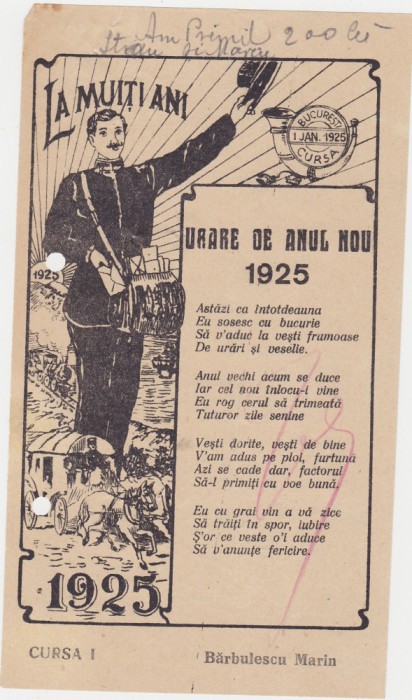 Am Primit 200 lei
LA MULȚI ANI
BUCUREȘTI
1 JAN. 1925
CURSA
URARE DE ANUL NOU
1925
1925
Astăzi ca întotdeauna
Eu sosesc cu bucurie
Să v'aduc la vești frumoase
De urări și veselie.
Anul vechi acum se duce
Iar cel nou înlocu-i vine
Eu rog cerul să trimeată
Tuturor zile senine
Vești dorite, vești de bine
V'am adus pe ploi, furtuna
Azi se cade dar, factorul
Să-l primiți cu voe bună.
Eu cu grai vin a vă zice
Să trăiți în spor, iubire
Ș'or ce veste o'i aduce
Să v'anunțe fericire.
1925
CURSA I
Bărbulescu Marin